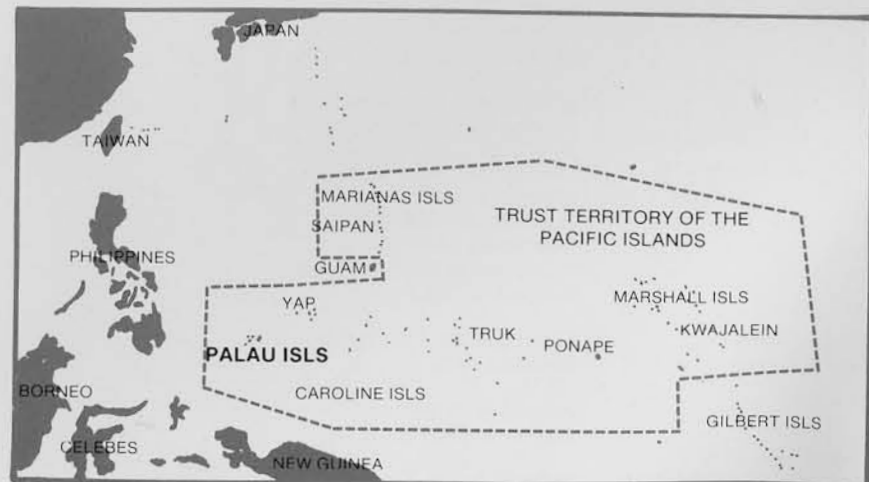 JAPAN
TAIWAN
MARIANAS ISLS
SAIPAN
TRUST TERRITORY OF THE
PACIFIC ISLANDS
PHILIPPINES
GUAM
YAP
MARSHALL ISLS
TRUK
KWAJALEIN
PONAPE
PALAU ISLS
BORNEO
CAROLINE ISLS
GILBERT ISLS
CELEBES
NEW GUINEA